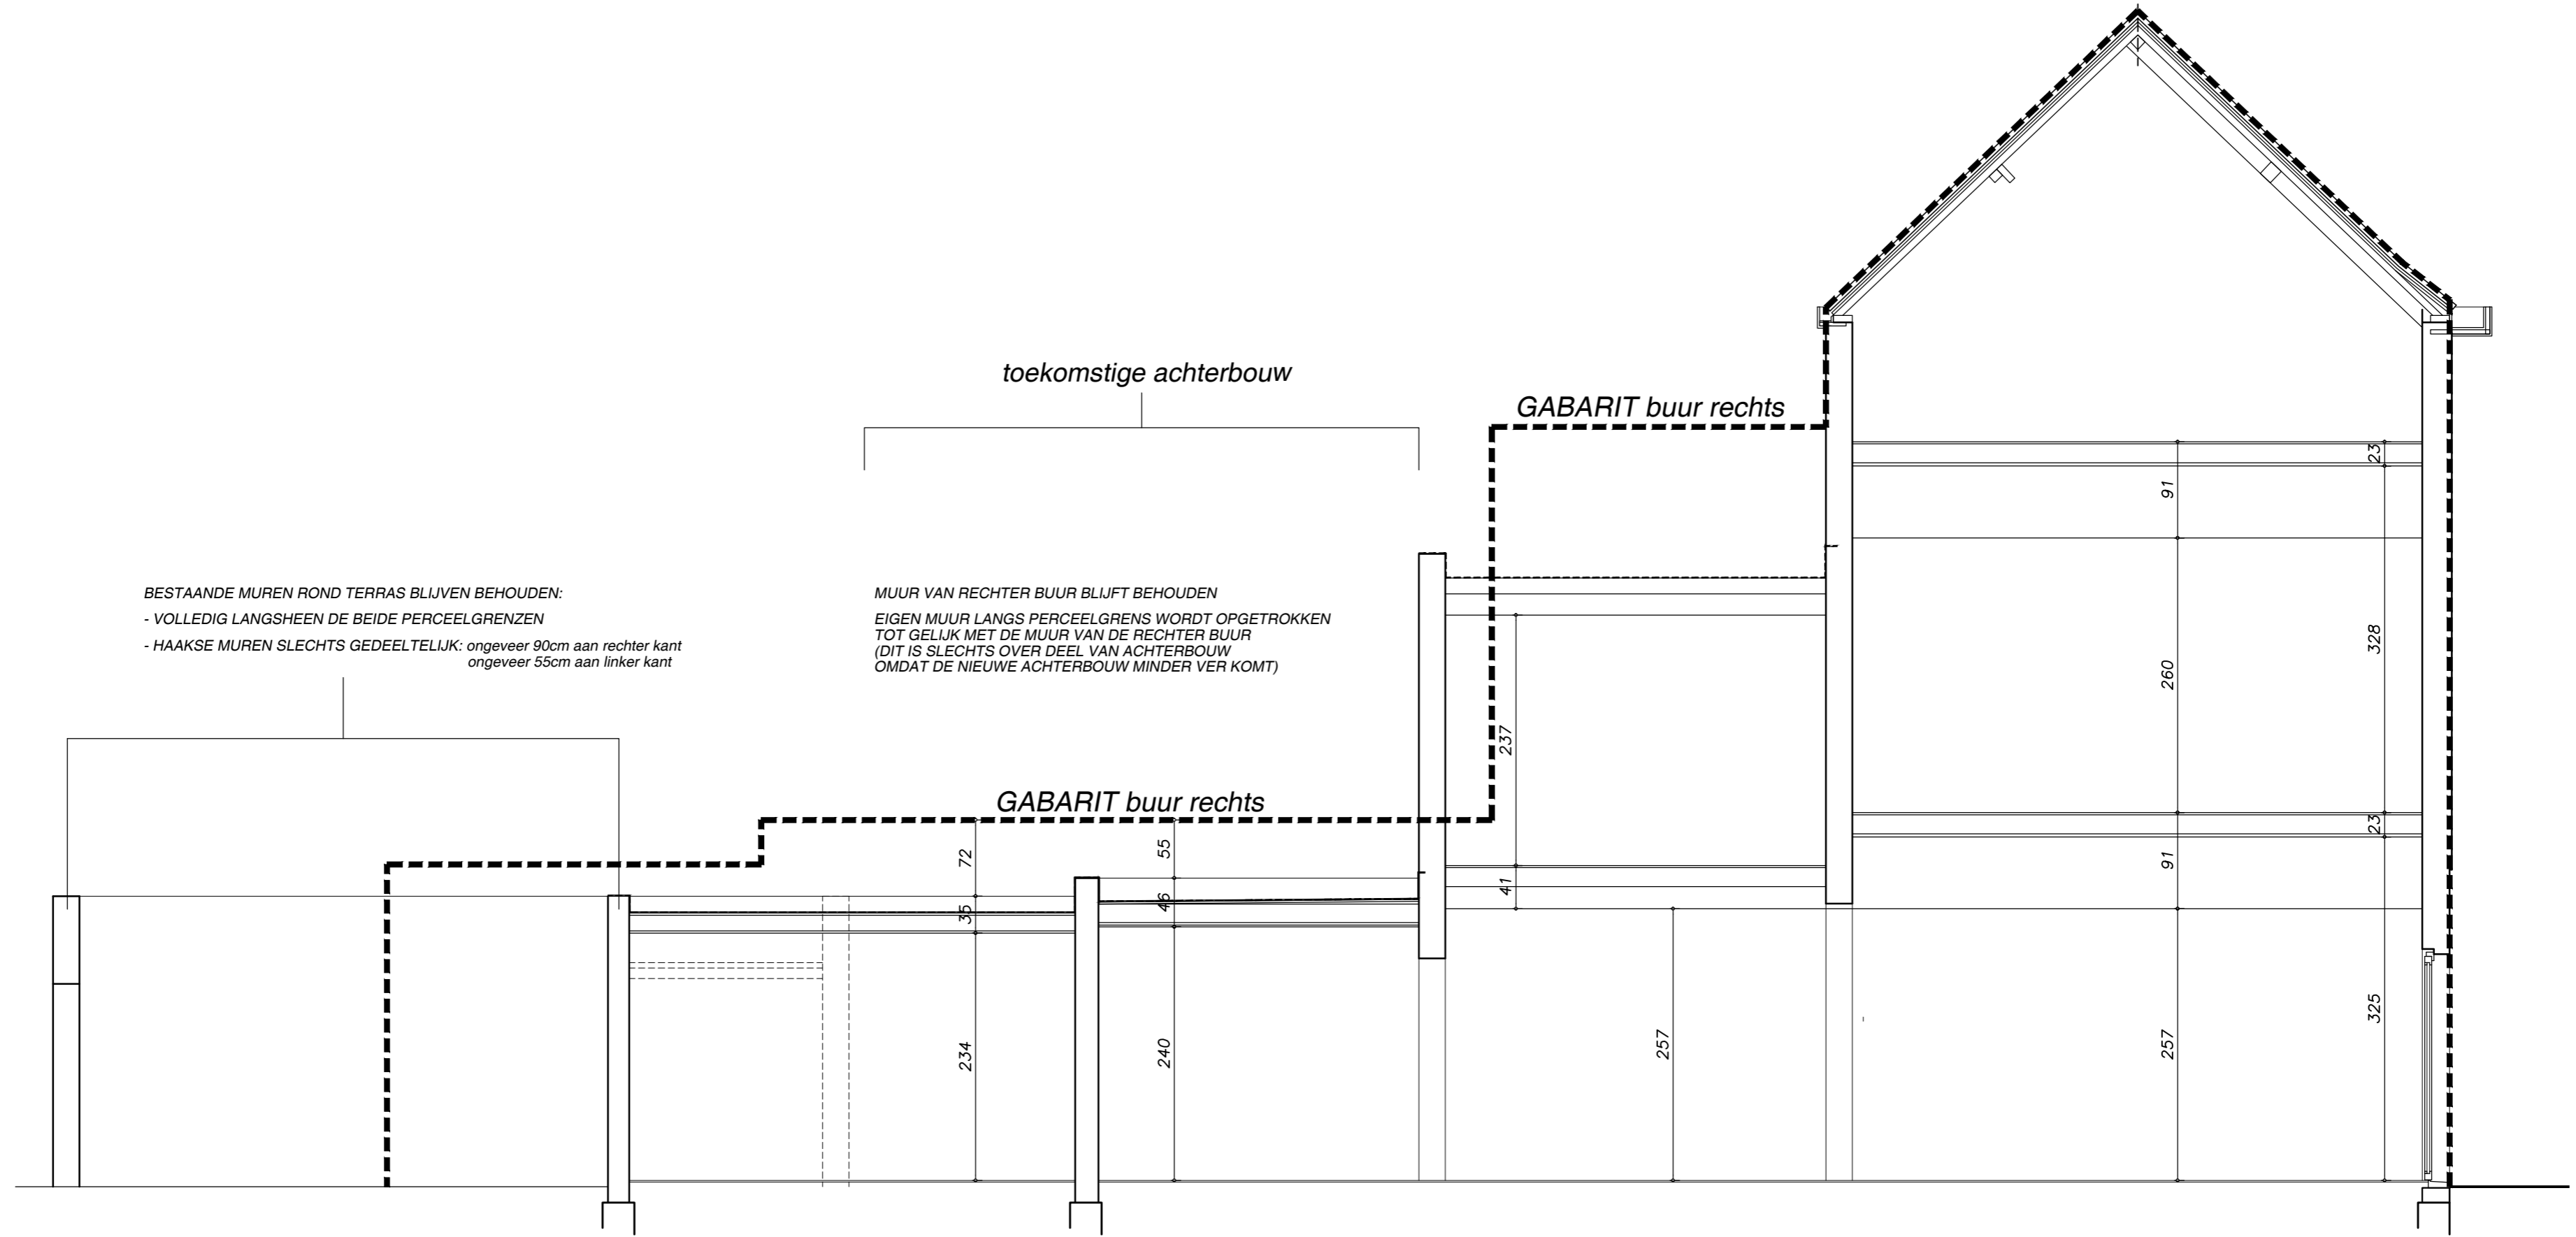 toekomstige achterbouw
GABARIT buur rechts
BESTAANDE MUREN ROND TERRAS BLIJVEN BEHOUDEN:
- VOLLEDIG LANGSHEEN DE BEIDE PERCEELGRENZEN
- HAAKSE MUREN SLECHTS GEDEELTELIJK: ongeveer 90cm aan rechter kant
ongeveer 55cm aan linker kant
MUUR VAN RECHTER BUUR BLIJFT BEHOUDEN
EIGEN MUUR LANGS PERCEELGRENS WORDT OPGETROKKEN
TOT GELIJK MET DE MUUR VAN DE RECHTER BUUR
(DIT IS SLECHTS OVER DEEL VAN ACHTERBOUW
OMDAT DE NIEUWE ACHTERBOUW MINDER VER KOMT)
GABARIT buur rechts
72
35
234
55
46
240
237
41
257
91
260
91
257
23
328
23
325